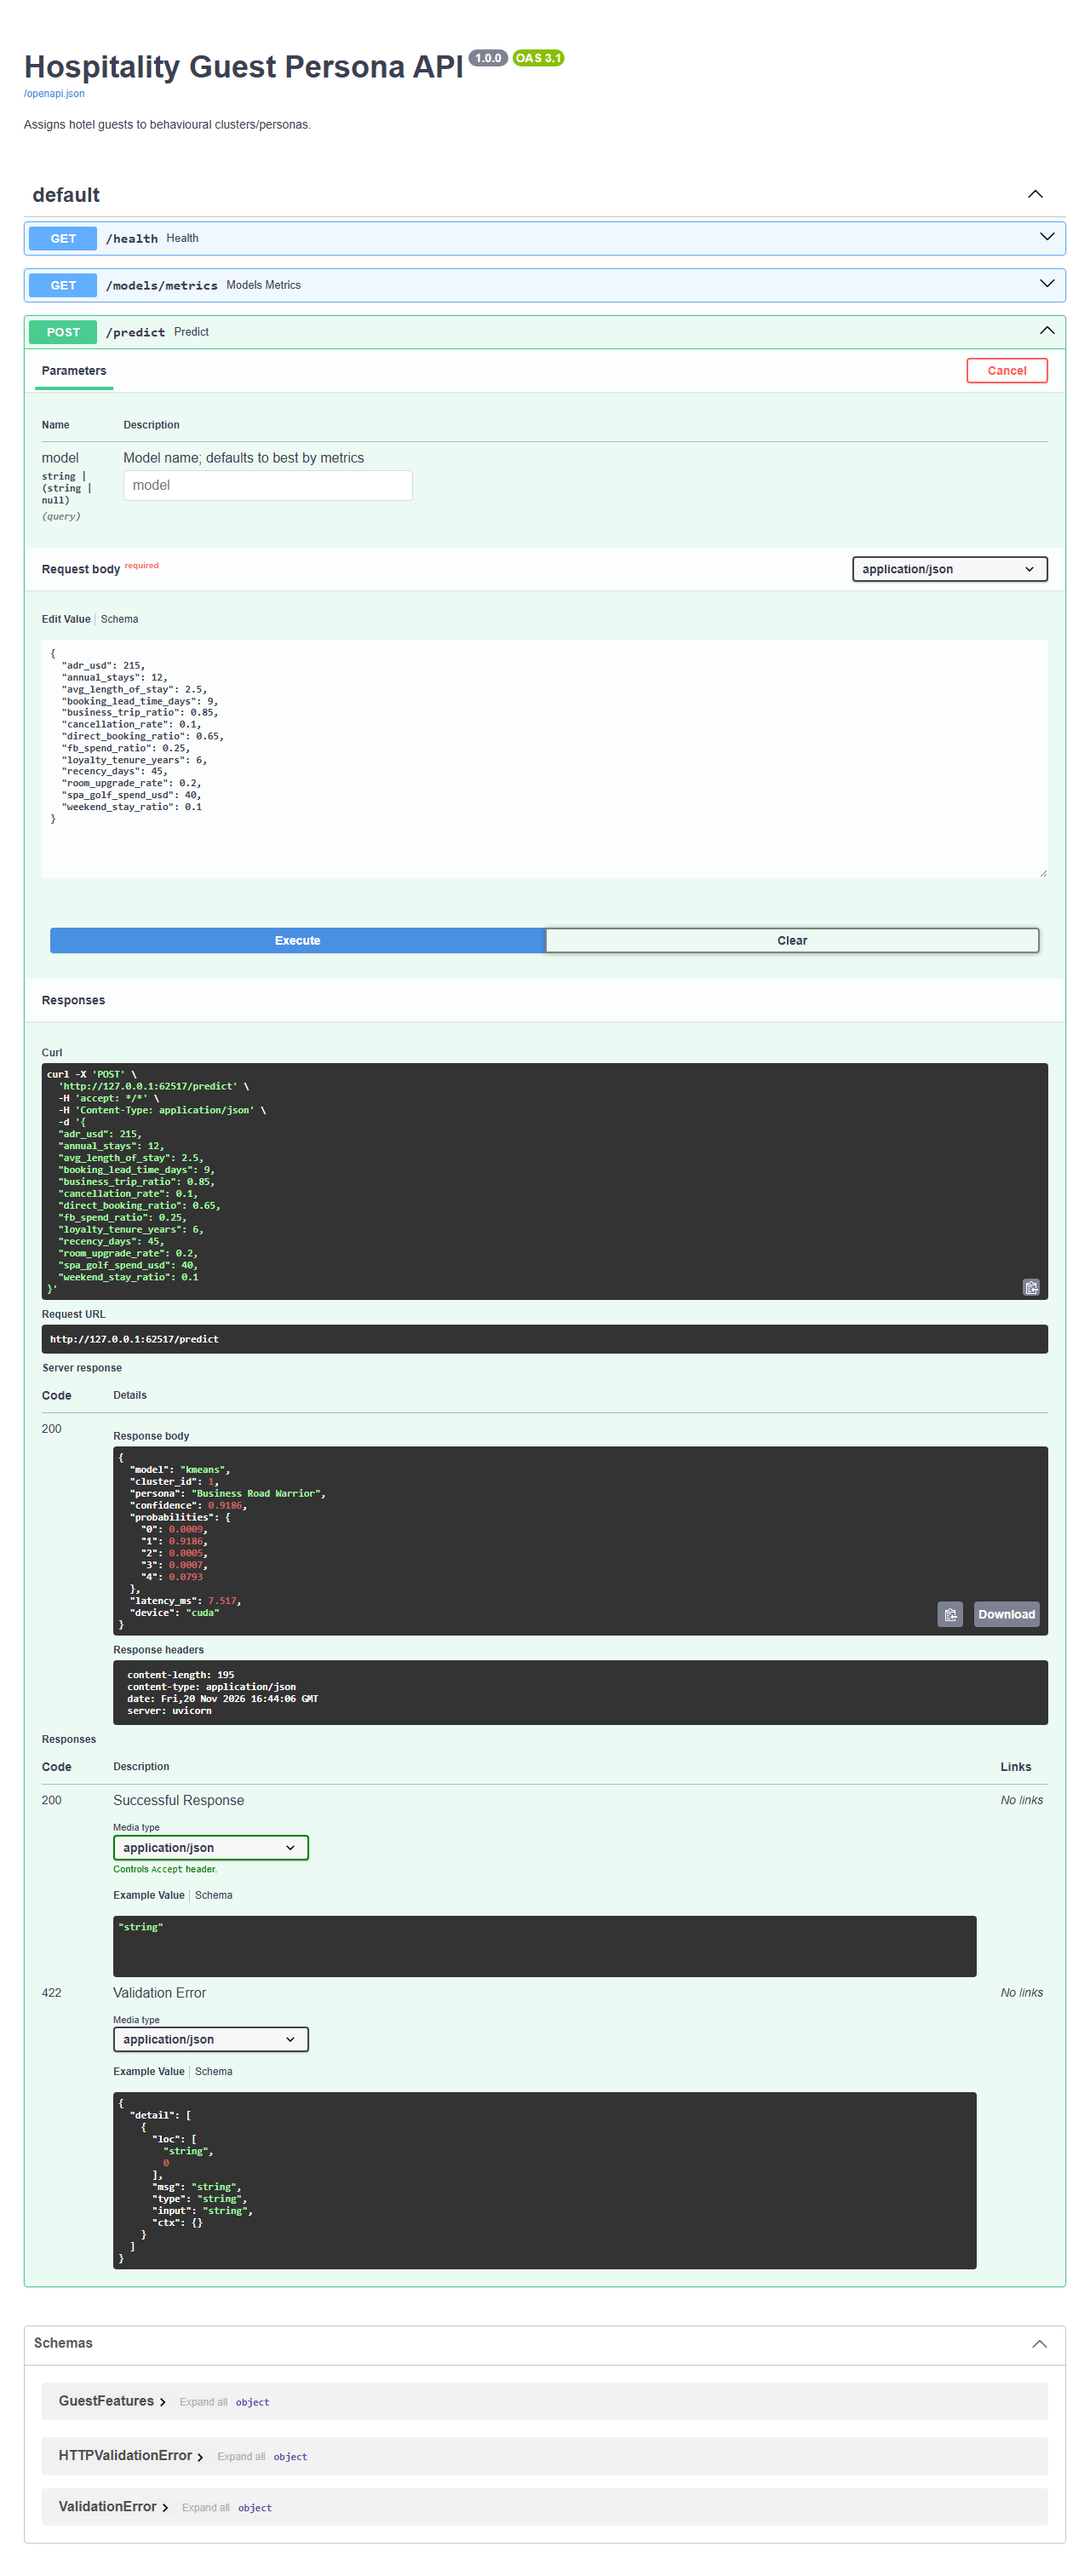 Hospitality Guest Persona API 1.0.0 OAS 3.1
/openapi.json
Assigns hotel guests to behavioural clusters/personas.
default
GET /health Health
GET /models/metrics Models Metrics
POST /predict Predict
Parameters Cancel
Name Description
model Model name; defaults to best by metrics
string | (string | null)
(query)
model
Request body required application/json
Edit Value Schema
{
  "adr_usd": 215,
  "annual_stays": 12,
  "avg_length_of_stay": 2.5,
  "booking_lead_time_days": 9,
  "business_trip_ratio": 0.85,
  "cancellation_rate": 0.1,
  "direct_booking_ratio": 0.65,
  "fb_spend_ratio": 0.25,
  "loyalty_tenure_years": 6,
  "recency_days": 45,
  "room_upgrade_rate": 0.2,
  "spa_golf_spend_usd": 40,
  "weekend_stay_ratio": 0.1
}
Execute Clear
Responses
Curl
curl -X 'POST' \
  'http://127.0.0.1:62517/predict' \
  -H 'accept: */*' \
  -H 'Content-Type: application/json' \
  -d '{
  "adr_usd": 215,
  "annual_stays": 12,
  "avg_length_of_stay": 2.5,
  "booking_lead_time_days": 9,
  "business_trip_ratio": 0.85,
  "cancellation_rate": 0.1,
  "direct_booking_ratio": 0.65,
  "fb_spend_ratio": 0.25,
  "loyalty_tenure_years": 6,
  "recency_days": 45,
  "room_upgrade_rate": 0.2,
  "spa_golf_spend_usd": 40,
  "weekend_stay_ratio": 0.1
}'
Request URL
http://127.0.0.1:62517/predict
Server response
Code Details
200
Response body
{
  "model": "kmeans",
  "cluster_id": 1,
  "persona": "Business Road Warrior",
  "confidence": 0.9186,
  "probabilities": {
    "0": 0.0009,
    "1": 0.9186,
    "2": 0.0005,
    "3": 0.0007,
    "4": 0.0793
  },
  "latency_ms": 7.517,
  "device": "cuda"
}
Download
Response headers
content-length: 195
content-type: application/json
date: Fri,20 Nov 2026 16:44:06 GMT
server: uvicorn
Responses
Code Description Links
200 Successful Response No links
Media type
application/json
Controls Accept header.
Example Value Schema
"string"
422 Validation Error No links
Media type
application/json
Example Value Schema
{
  "detail": [
    {
      "loc": [
        "string",
        0
      ],
      "msg": "string",
      "type": "string",
      "input": "string",
      "ctx": {}
    }
  ]
}
Schemas
GuestFeatures Expand all object
HTTPValidationError Expand all object
ValidationError Expand all object